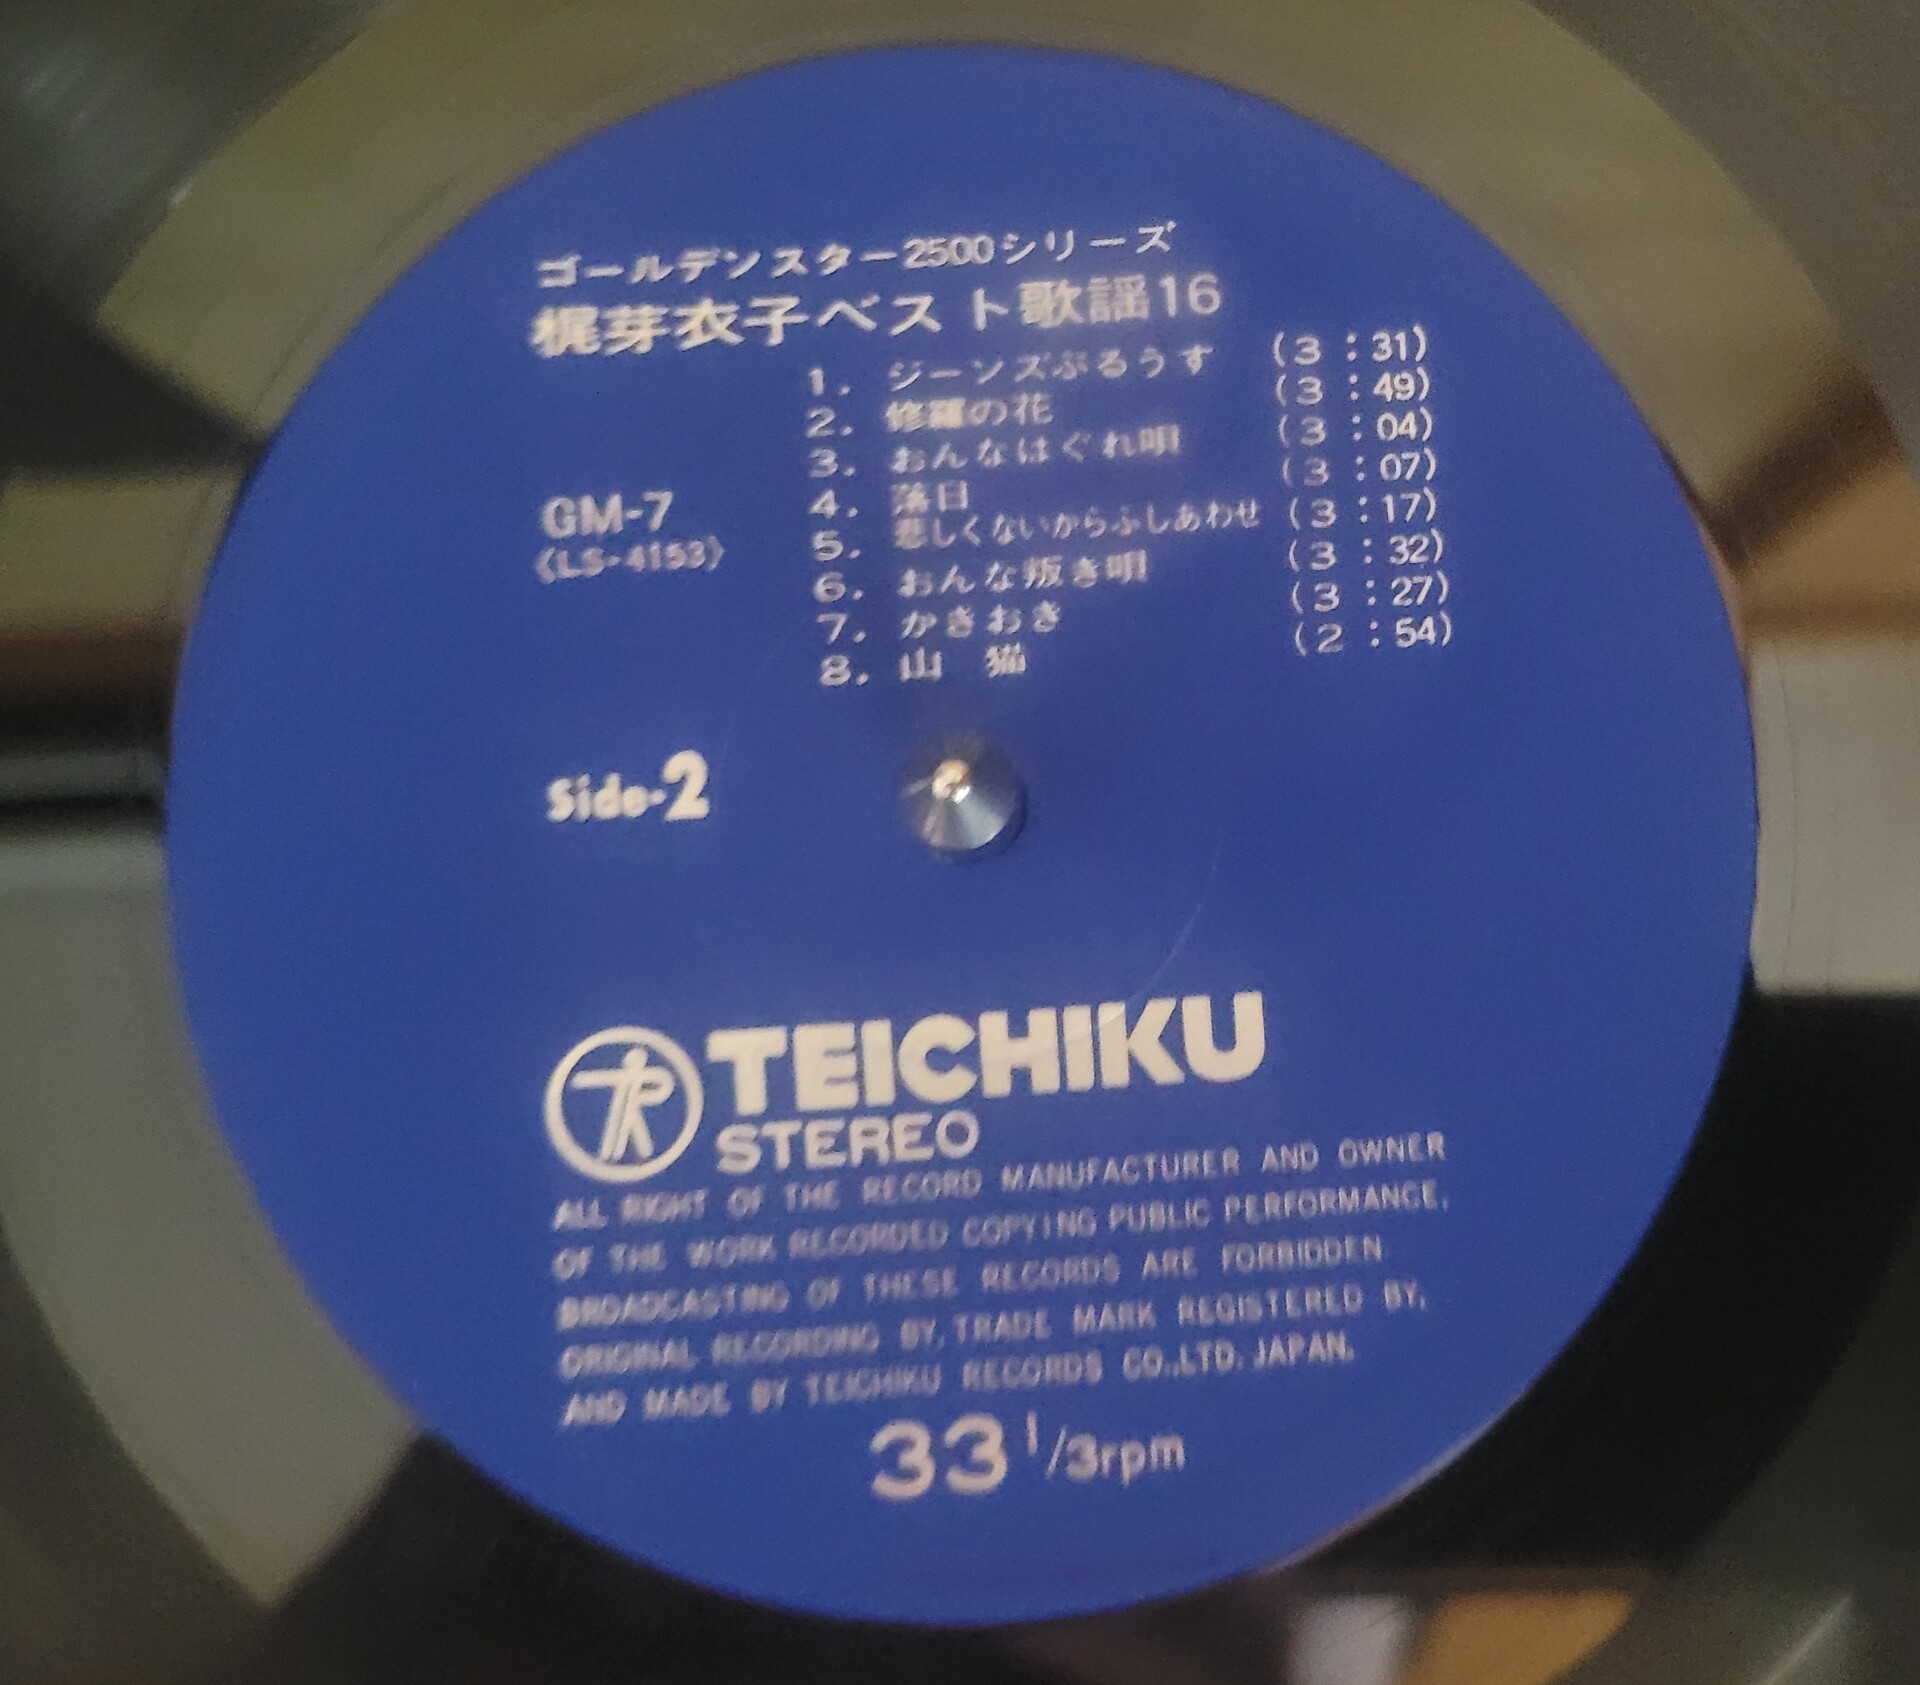 ゴールデンスター2500シリーズ
梶芽衣子ベスト歌謡16
1. ジーンズぶるうす (3:31)
2. 修羅の花 (3:49)
3. おんなはぐれ唄 (3:04)
4. 落日 (3:07)
5. 悲しくないからふしあわせ (3:17)
6. おんな叛き唄 (3:32)
7. かきおき (3:27)
8. 山 猫 (2:54)
GM-7
(LS-4153)
Side-2
TR TEICHIKU
STEREO
ALL RIGHT OF THE RECORD MANUFACTURER AND OWNER
OF THE WORK RECORDED COPYING PUBLIC PERFORMANCE,
BROADCASTING OF THESE RECORDS ARE FORBIDDEN
ORIGINAL RECORDING BY, TRADE MARK REGISTERED BY,
AND MADE BY TEICHIKU RECORDS CO.,LTD. JAPAN.
33 1/3rpm